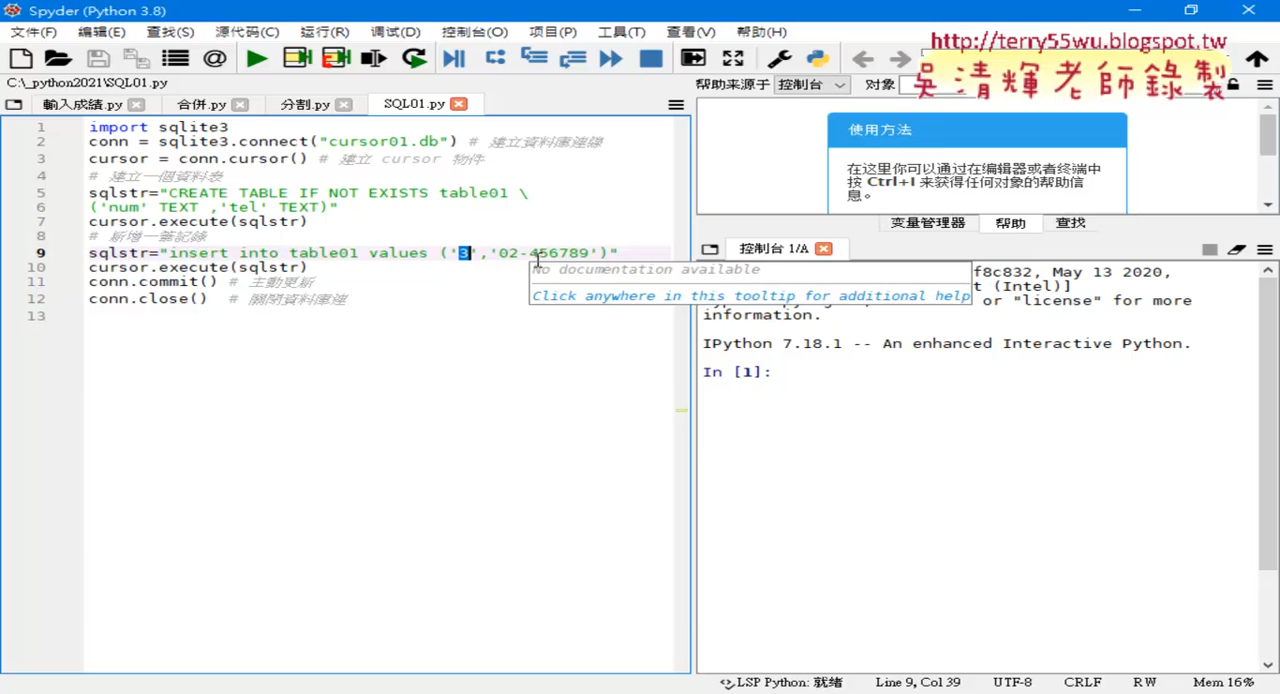 Spyder (Python 3.8)
文件(F) 编辑(E) 查找(S) 源代码(C) 运行(R) 调试(D) 控制台(O) 项目(P) 工具(T) 查看(V) 帮助(H)
http://terry55wu.blogspot.tw
吳清輝老師錄製
C:\_python2021\SQL01.py
帮助来源于 控制台 对象
輸入成績.py 合併.py 分割.py SQL01.py
1 import sqlite3
2 conn = sqlite3.connect("cursor01.db") # 建立資料庫連線
3 cursor = conn.cursor() # 建立 cursor 物件
4 # 建立一個資料表
5 sqlstr="CREATE TABLE IF NOT EXISTS table01 \
6 ('num' TEXT ,'tel' TEXT)"
7 cursor.execute(sqlstr)
8 # 新增一筆記錄
9 sqlstr="insert into table01 values ('3','02-456789')"
10 cursor.execute(sqlstr)
11 conn.commit() # 主動更新
12 conn.close() # 關閉資料庫連
13
No documentation available
Click anywhere in this tooltip for additional help
使用方法
在这里你可以通过在编辑器或者终端中
按 Ctrl+I 来获得任何对象的帮助信
息。
变量管理器 帮助 查找
控制台 1/A
f8c832, May 13 2020,
t (Intel)]
or "license" for more
information.
IPython 7.18.1 -- An enhanced Interactive Python.
In [1]:
LSP Python: 就绪 Line 9, Col 39 UTF-8 CRLF RW Mem 16%